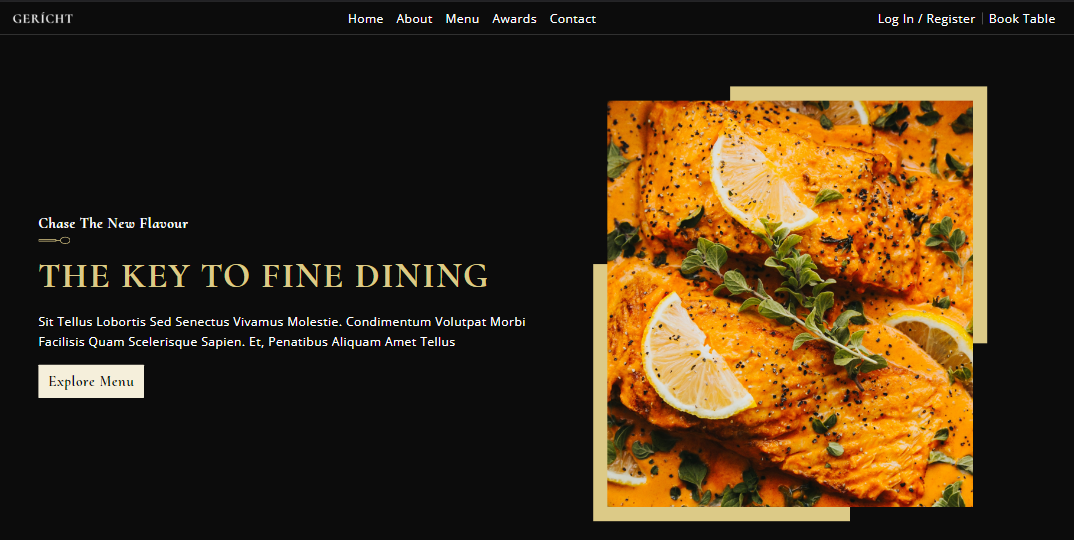 GERÍCHT
Home About Menu Awards Contact
Log In / Register Book Table
Chase The New Flavour
THE KEY TO FINE DINING
Sit Tellus Lobortis Sed Senectus Vivamus Molestie. Condimentum Volutpat Morbi
Facilisis Quam Scelerisque Sapien. Et, Penatibus Aliquam Amet Tellus
Explore Menu